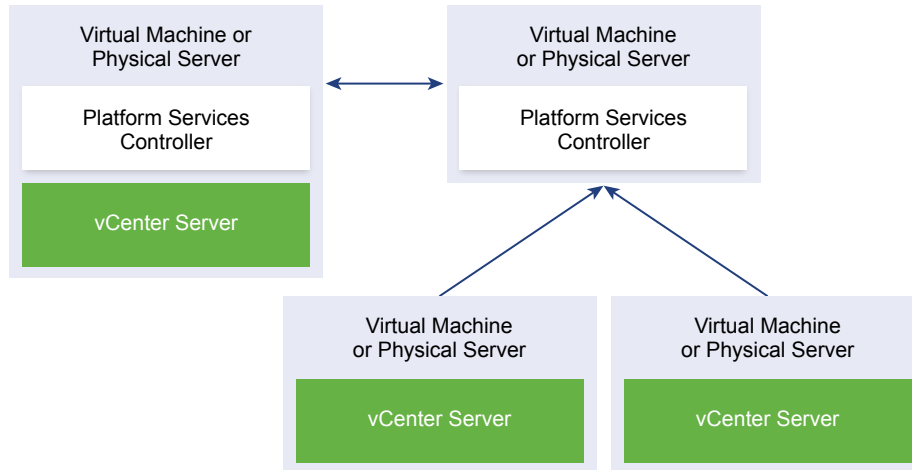 Virtual Machine or
Physical Server
Platform Services
Controller
vCenter Server
Virtual Machine
or Physical Server
Platform Services
Controller
Virtual Machine
or Physical Server
vCenter Server
Virtual Machine
or Physical Server
vCenter Server